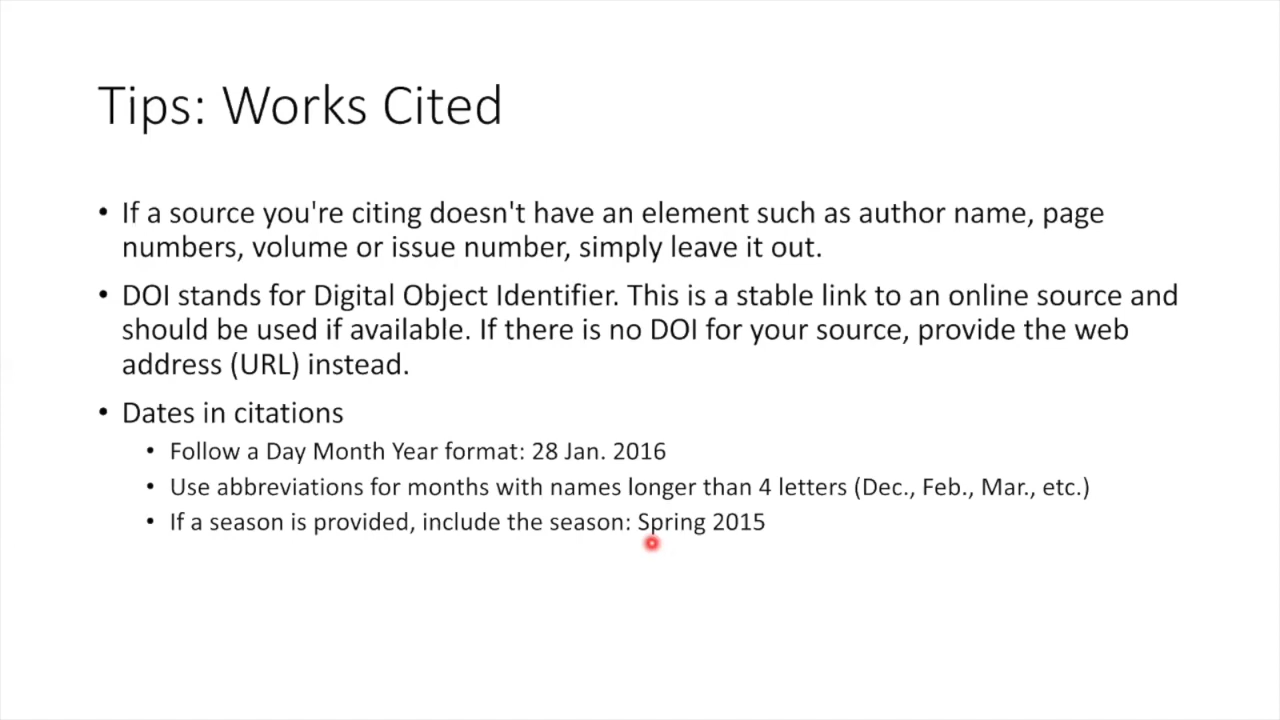 Tips: Works Cited
• If a source you're citing doesn't have an element such as author name, page
numbers, volume or issue number, simply leave it out.
• DOI stands for Digital Object Identifier. This is a stable link to an online source and
should be used if available. If there is no DOI for your source, provide the web
address (URL) instead.
• Dates in citations
• Follow a Day Month Year format: 28 Jan. 2016
• Use abbreviations for months with names longer than 4 letters (Dec., Feb., Mar., etc.)
• If a season is provided, include the season: Spring 2015